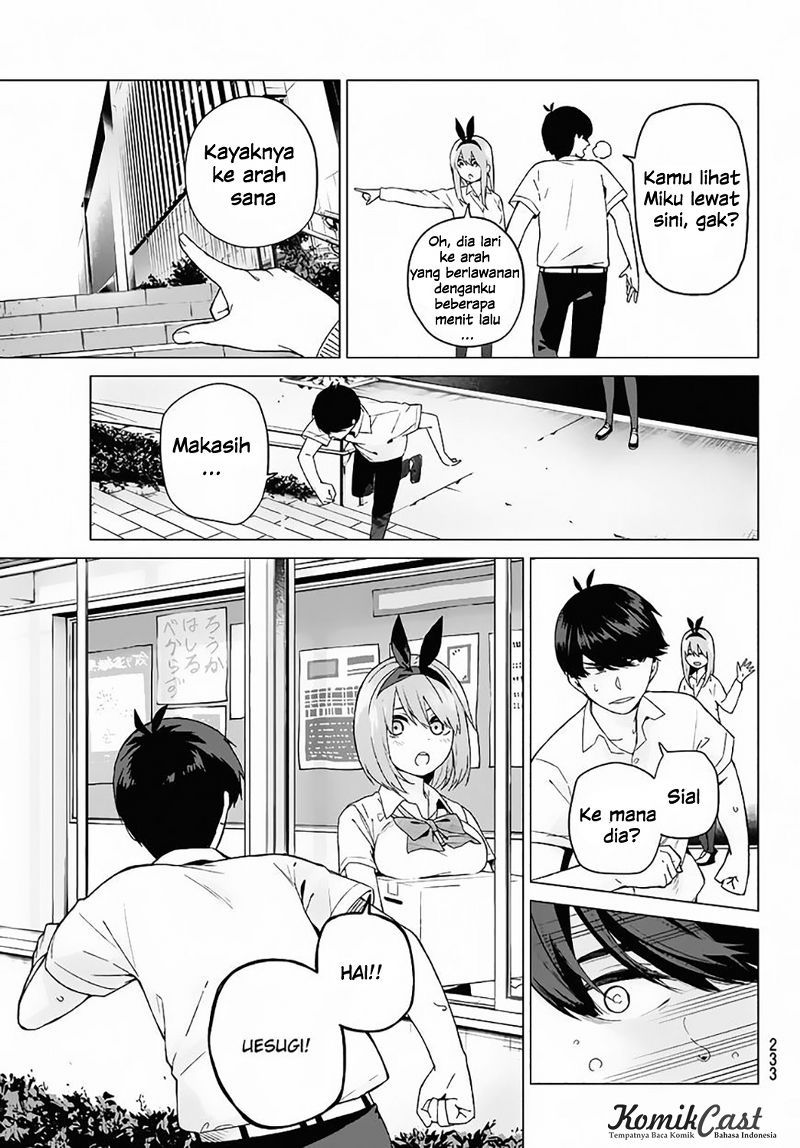 Kamu lihat
Miku lewat
sini, gak?
Oh, dia lari
ke arah
yang berlawanan
denganku
beberapa
menit lalu
...
Kayaknya
ke arah
sana
Makasih
...
Sial
Ke mana
dia?
ろうか
はしる
べからず
HAI!!
UESUGI!
233
KomikCast
Tempatnya Baca Komik Bahasa Indonesia